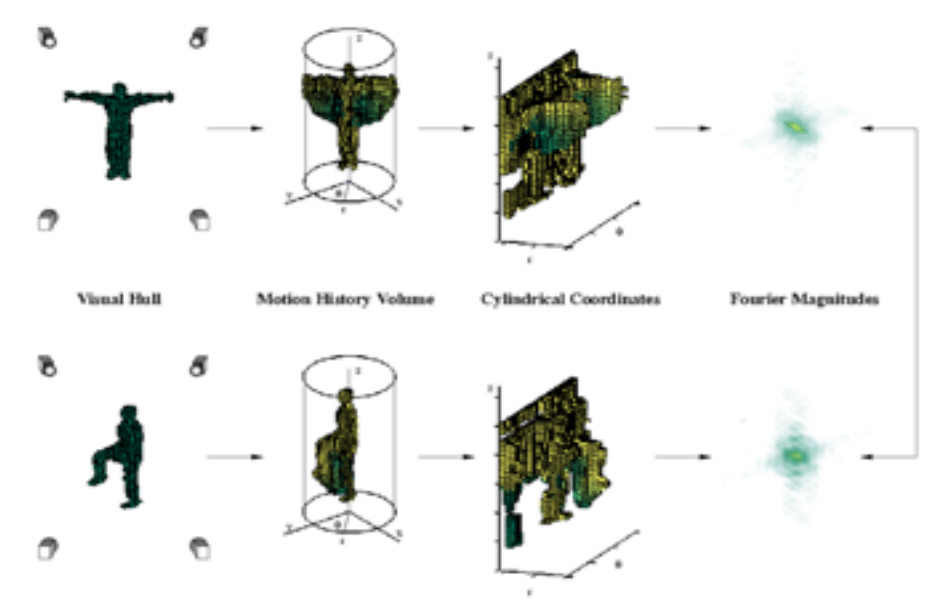 z
z
θ
r
θ
r
Visual Hull
Motion History Volume
Cylindrical Coordinates
Fourier Magnitudes
z
z
θ
r
θ
r